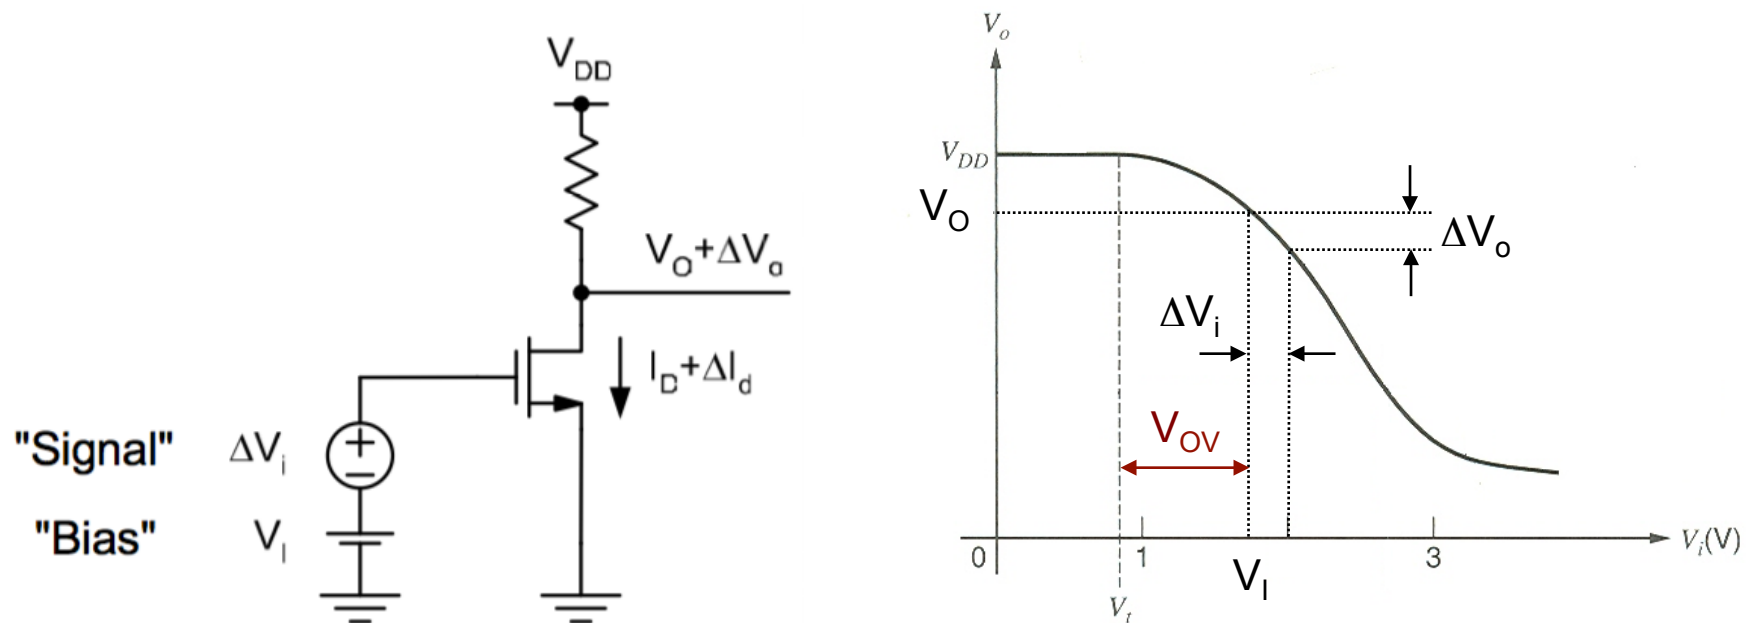 V_DD
V_O+ΔV_o
I_D+ΔI_d
"Signal" ΔV_i
"Bias" V_I
V_o
V_DD
V_O
ΔV_o
ΔV_i
V_OV
0 1 3 V_i(V)
V_I
V_t